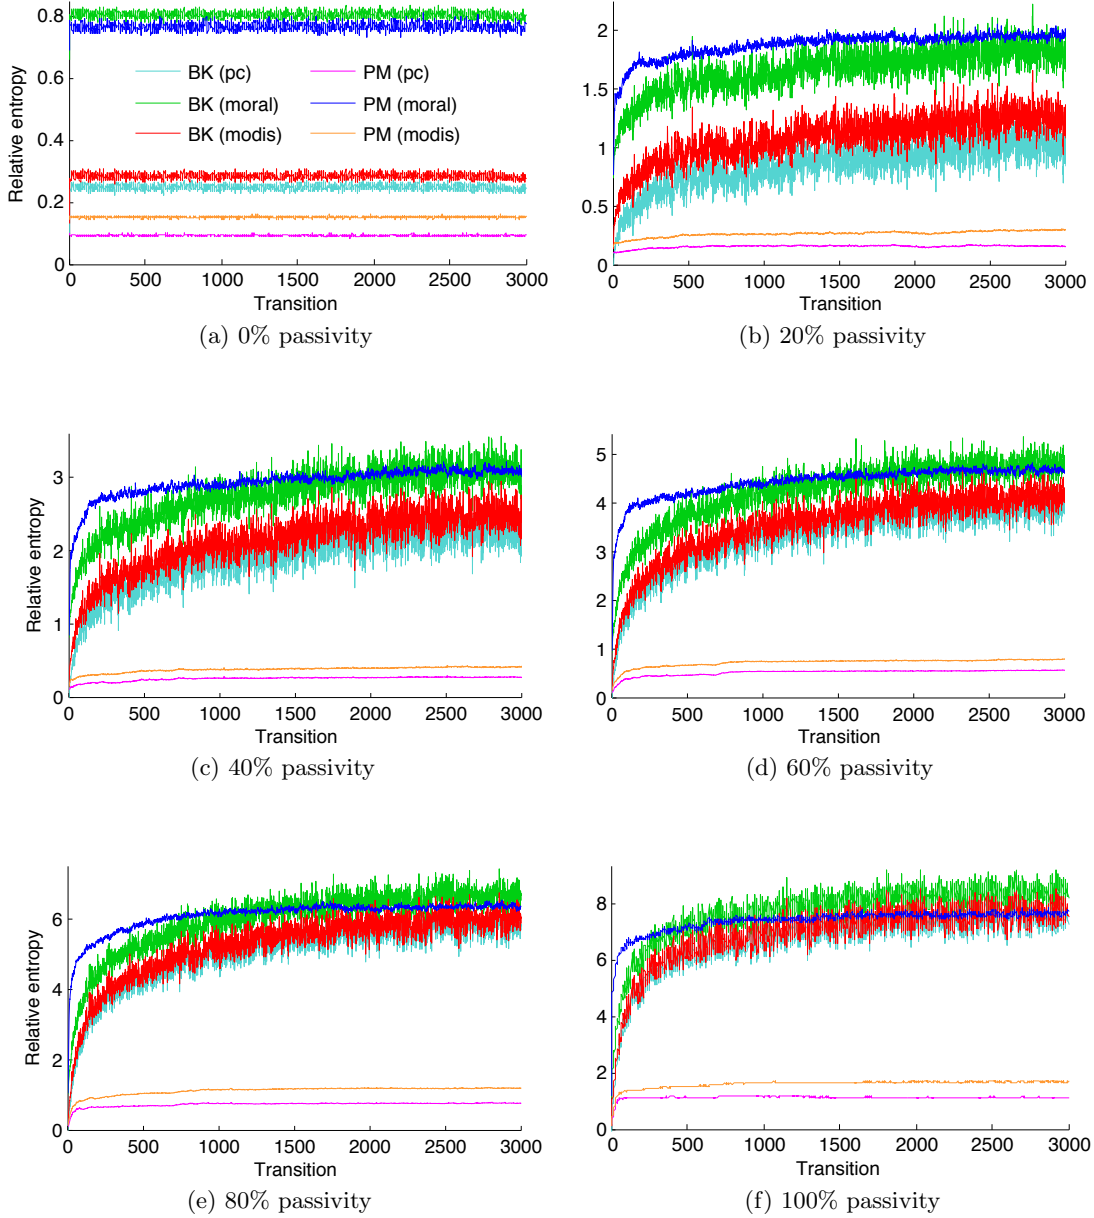 0.8
0.6
0.4
0.2
0
Relative entropy
BK (pc)
PM (pc)
BK (moral)
PM (moral)
BK (modis)
PM (modis)
0 500 1000 1500 2000 2500 3000
Transition
(a) 0% passivity
2
1.5
1
0.5
0
0 500 1000 1500 2000 2500 3000
Transition
(b) 20% passivity
3
2
1
0
Relative entropy
0 500 1000 1500 2000 2500 3000
Transition
(c) 40% passivity
5
4
3
2
1
0
0 500 1000 1500 2000 2500 3000
Transition
(d) 60% passivity
6
4
2
0
Relative entropy
0 500 1000 1500 2000 2500 3000
Transition
(e) 80% passivity
8
6
4
2
0
0 500 1000 1500 2000 2500 3000
Transition
(f) 100% passivity